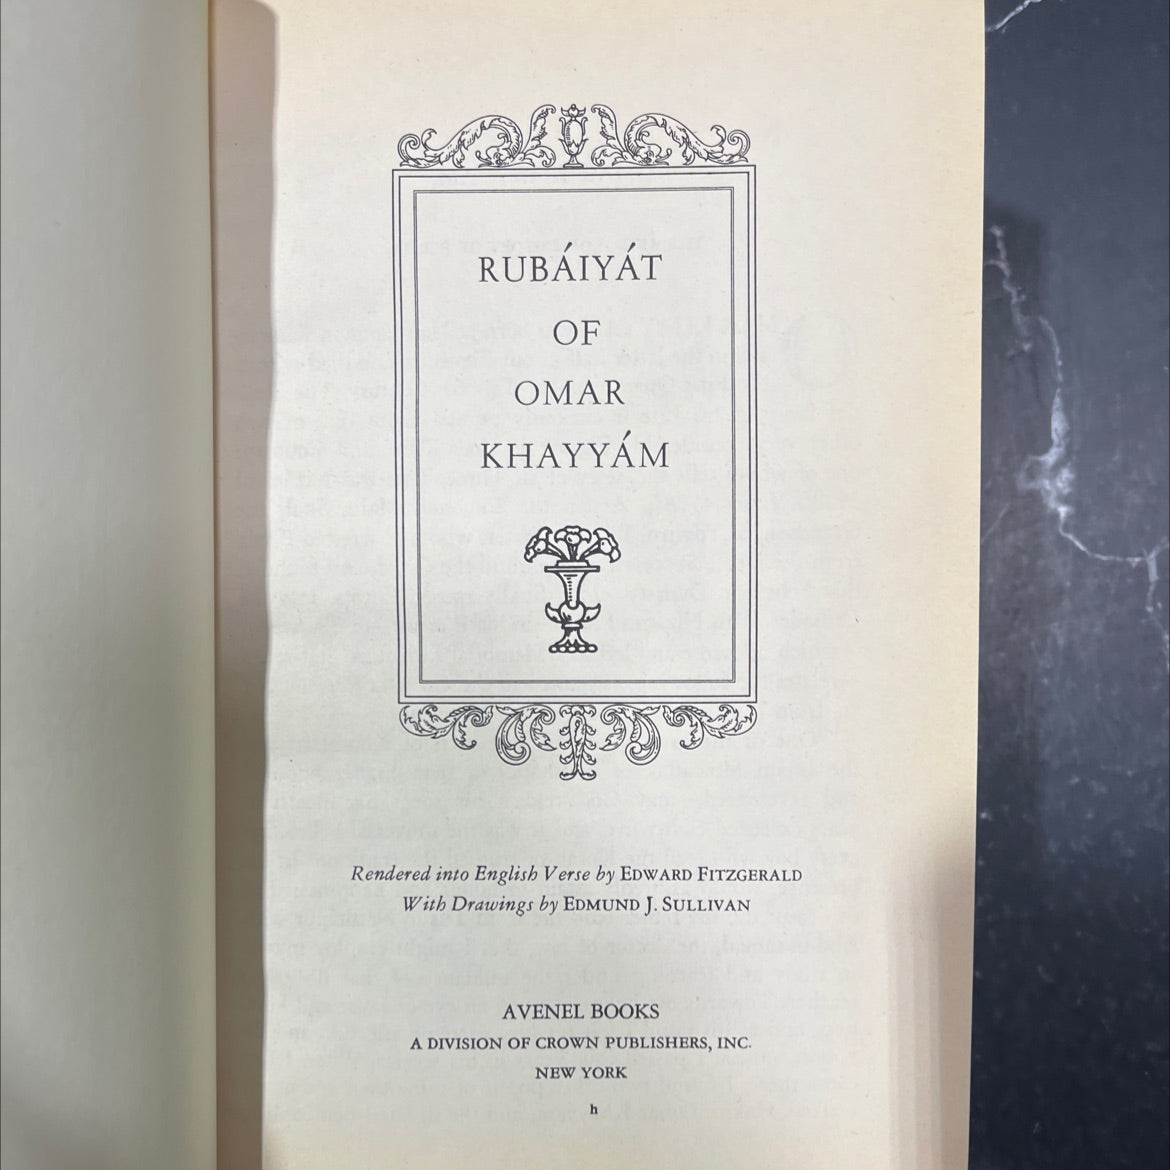 RUBÁIYÁT
OF
OMAR
KHAYYÁM
Rendered into English Verse by EDWARD FITZGERALD
With Drawings by EDMUND J. SULLIVAN
AVENEL BOOKS
A DIVISION OF CROWN PUBLISHERS, INC.
NEW YORK
h